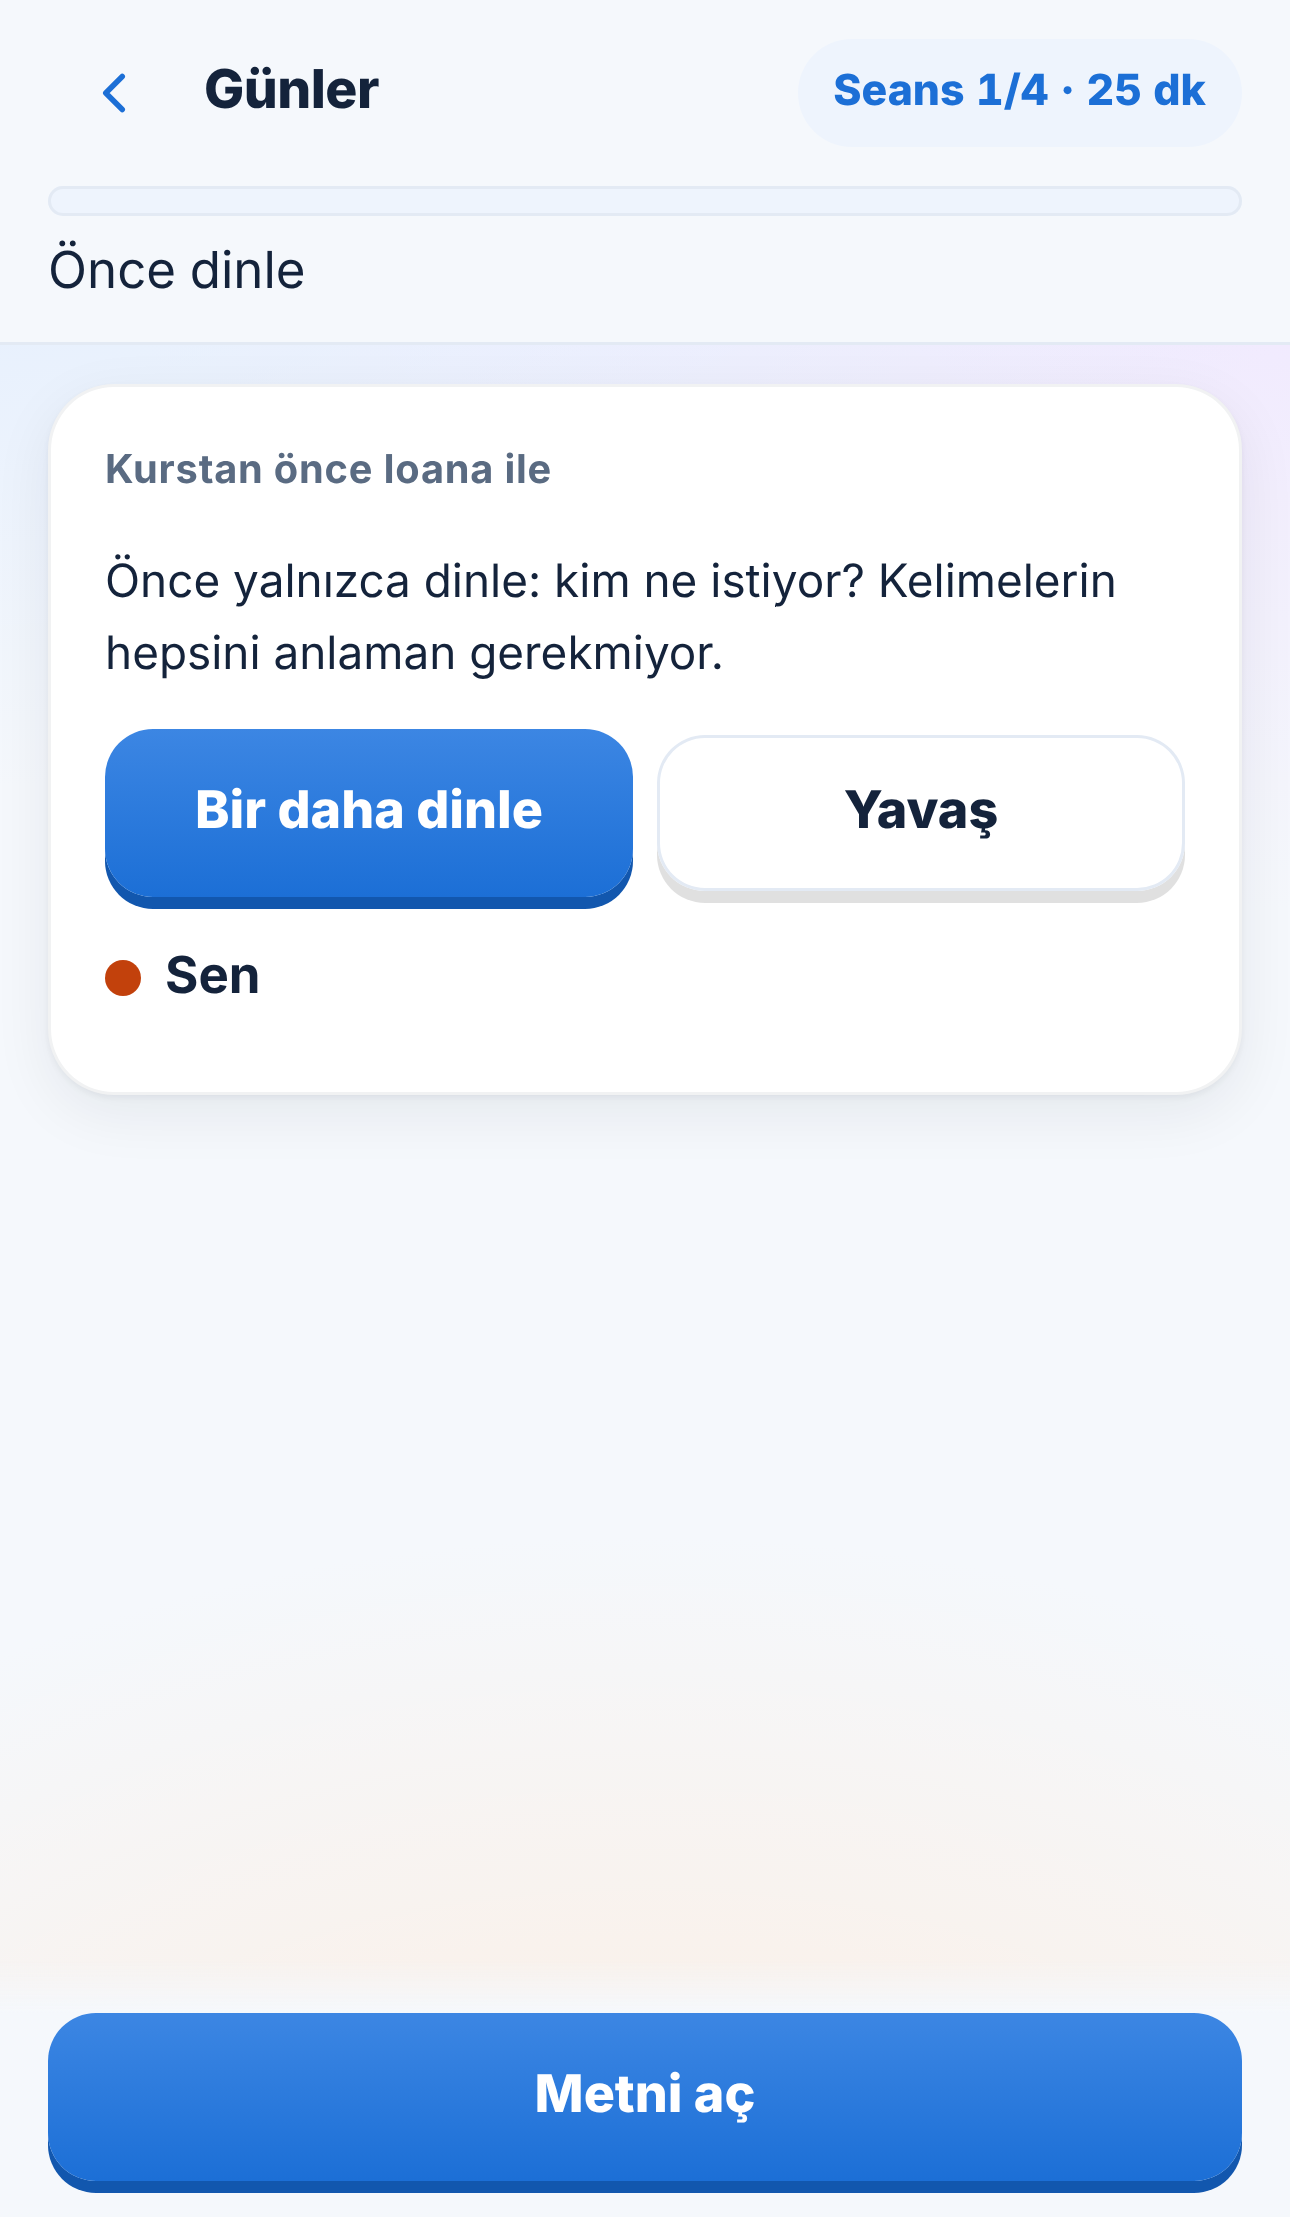 Günler
Seans 1/4 · 25 dk
Önce dinle
Kurstan önce Ioana ile
Önce yalnızca dinle: kim ne istiyor? Kelimelerin
hepsini anlaman gerekmiyor.
Bir daha dinle
Yavaş
Sen
Metni aç